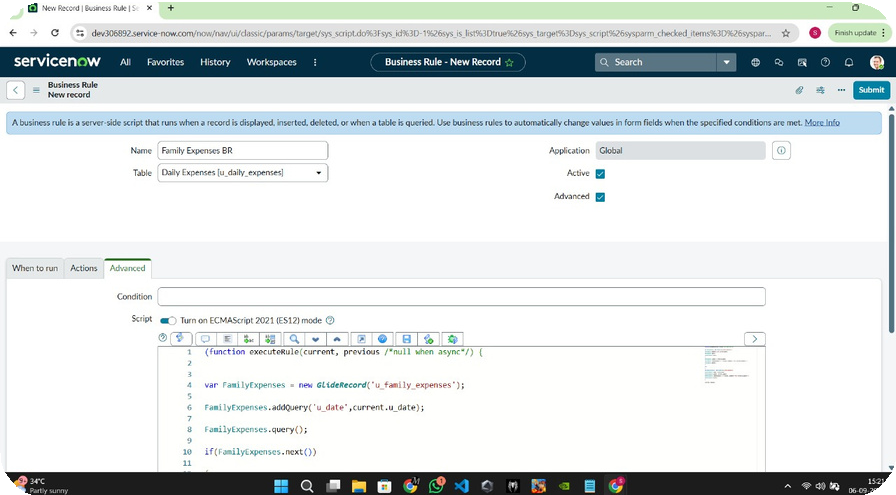 New Record | Business Rule | Se
Finish update
dev306892.service-now.com/now/nav/ui/classic/params/target/sys_script.do%3Fsys_id%3D-1%26sys_is_list%3Dtrue%26sys_target%3Dsys_script%26sysparm_checked_items%3D%26syspar...
servicenow
All Favorites History Workspaces
Business Rule - New Record
Search
Business Rule
New record
Submit
A business rule is a server-side script that runs when a record is displayed, inserted, deleted, or when a table is queried. Use business rules to automatically change values in form fields when the specified conditions are met. More Info
Name Family Expenses BR
Application Global
Table Daily Expenses [u_daily_expenses]
Active
Advanced
When to run Actions Advanced
Condition
Script Turn on ECMAScript 2021 (ES12) mode
1 (function executeRule(current, previous /*null when async*/) {
2
3
4 var FamilyExpenses = new GlideRecord('u_family_expenses');
5
6 FamilyExpenses.addQuery('u_date',current.u_date);
7
8 FamilyExpenses.query();
9
10 if(FamilyExpenses.next())
11
34°C
Partly sunny
15:21